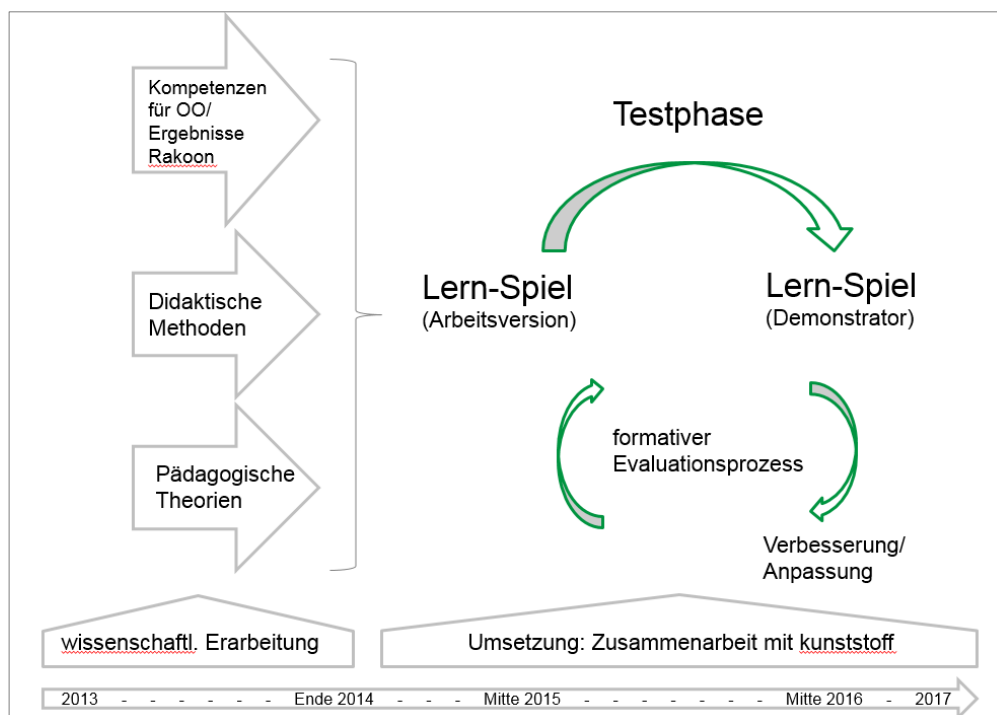 Kompetenzen
für OO/
Ergebnisse
Rakoon
Didaktische
Methoden
Pädagogische
Theorien
Testphase
Lern-Spiel
(Arbeitsversion)
Lern-Spiel
(Demonstrator)
formativer
Evaluationsprozess
Verbesserung/
Anpassung
wissenschaftl. Erarbeitung
Umsetzung: Zusammenarbeit mit kunststoff
2013 - - - - - - Ende 2014 - - - Mitte 2015 - - - - - - - Mitte 2016 - 2017